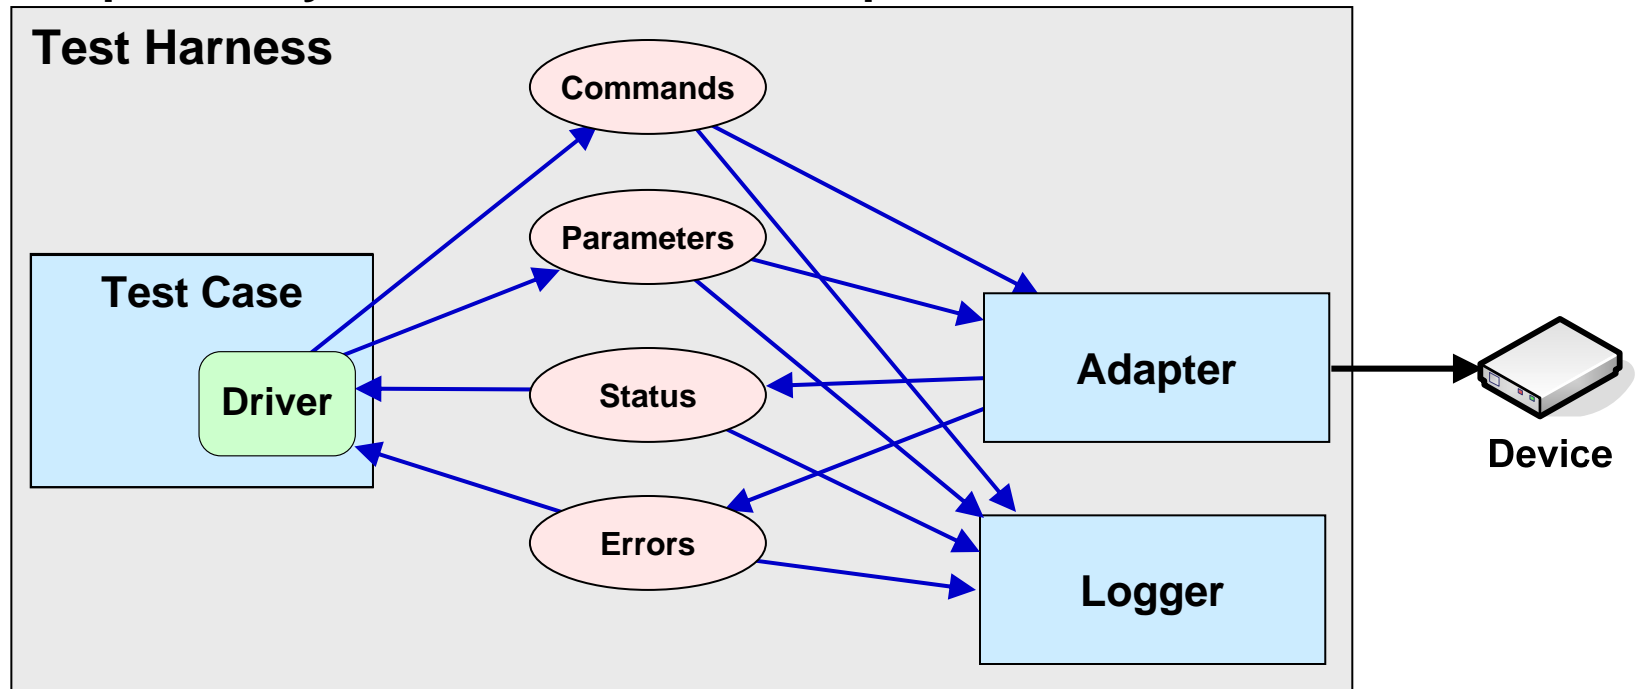 Test Harness
Commands
Parameters
Test Case
Driver
Status
Errors
Adapter
Logger
Device